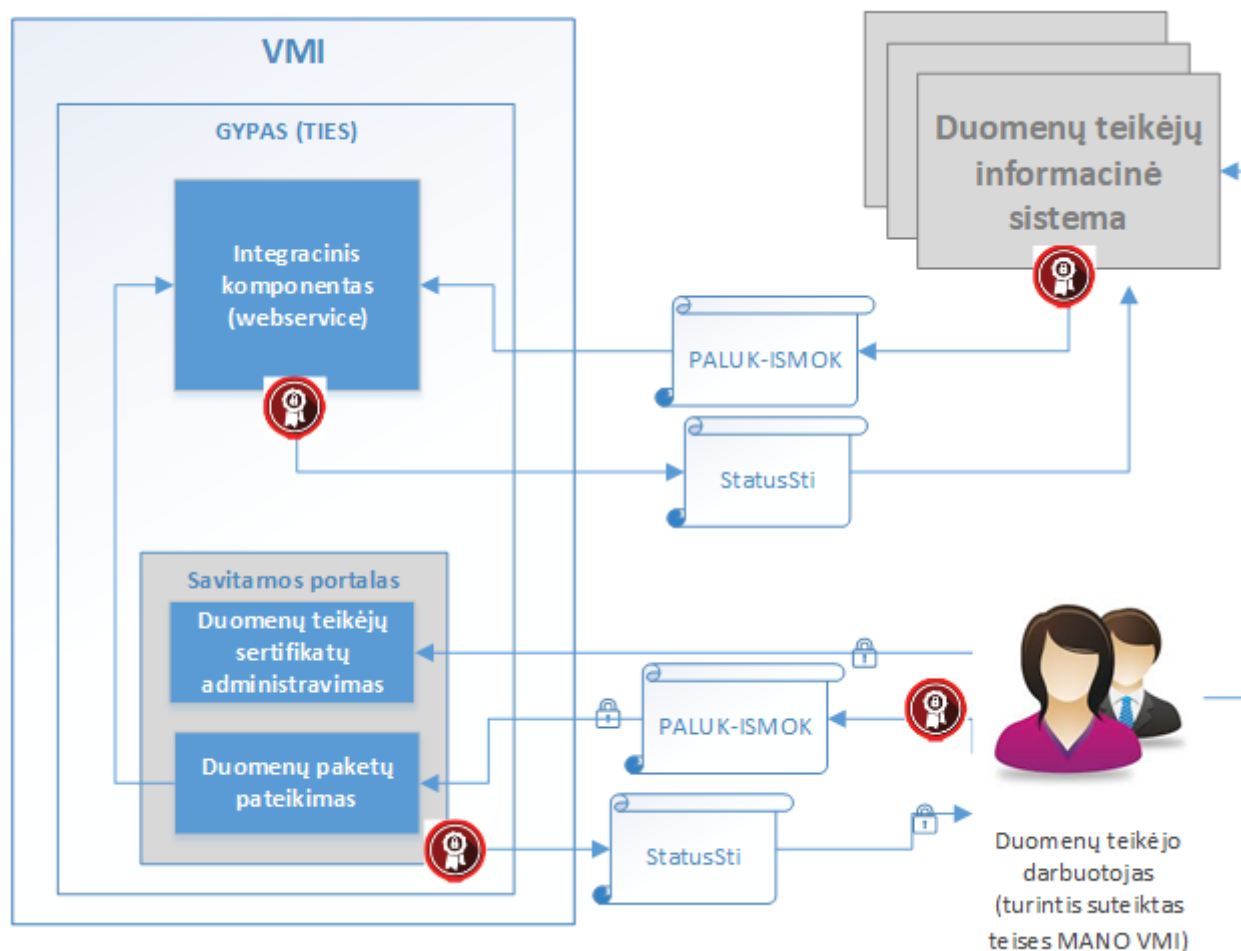 VMI
GYPAS (TIES)
Integracinis
komponentas
(webservice)
Duomenų teikėjų
informacinė
sistema
PALUK-ISMOK
StatusSti
Savitarnos portalas
Duomenų teikėjų
sertifikatų
administravimas
PALUK-ISMOK
Duomenų paketų
pateikimas
StatusSti
Duomenų teikėjo
darbuotojas
(turintis suteiktas
teises MANO VMI)